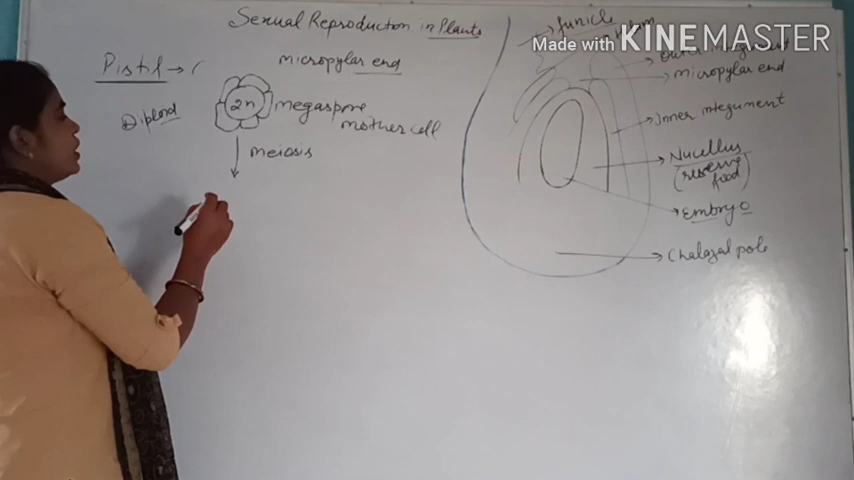 Sexual Reproduction in Plants
Pistil → (
micropylar end
Diploid
2n
megaspore
mother cell
meiosis
funicle
Made with KINEMASTER
micropylar end
inner integument
Nucellus
(reserve
food)
Embryo
Chalazal pole